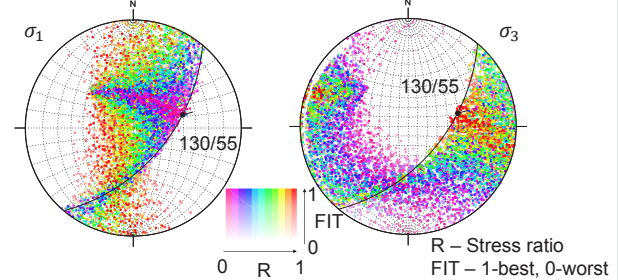 N
N
σ1
σ3
130/55
130/55
1
FIT
0
0 R 1
R – Stress ratio
FIT – 1-best, 0-worst